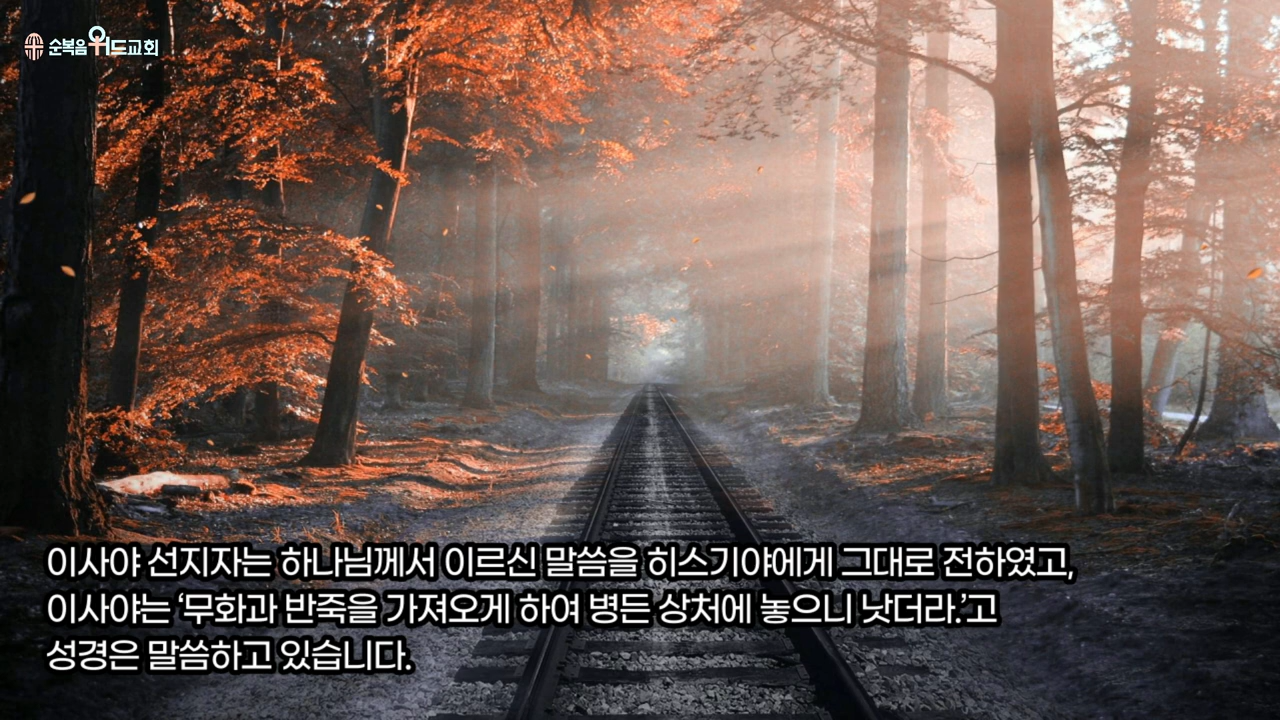 순복음위드교회
이사야 선지자는 하나님께서 이르신 말씀을 히스기야에게 그대로 전하였고,
이사야는 ‘무화과 반죽을 가져오게 하여 병든 상처에 놓으니 낫더라.’고
성경은 말씀하고 있습니다.